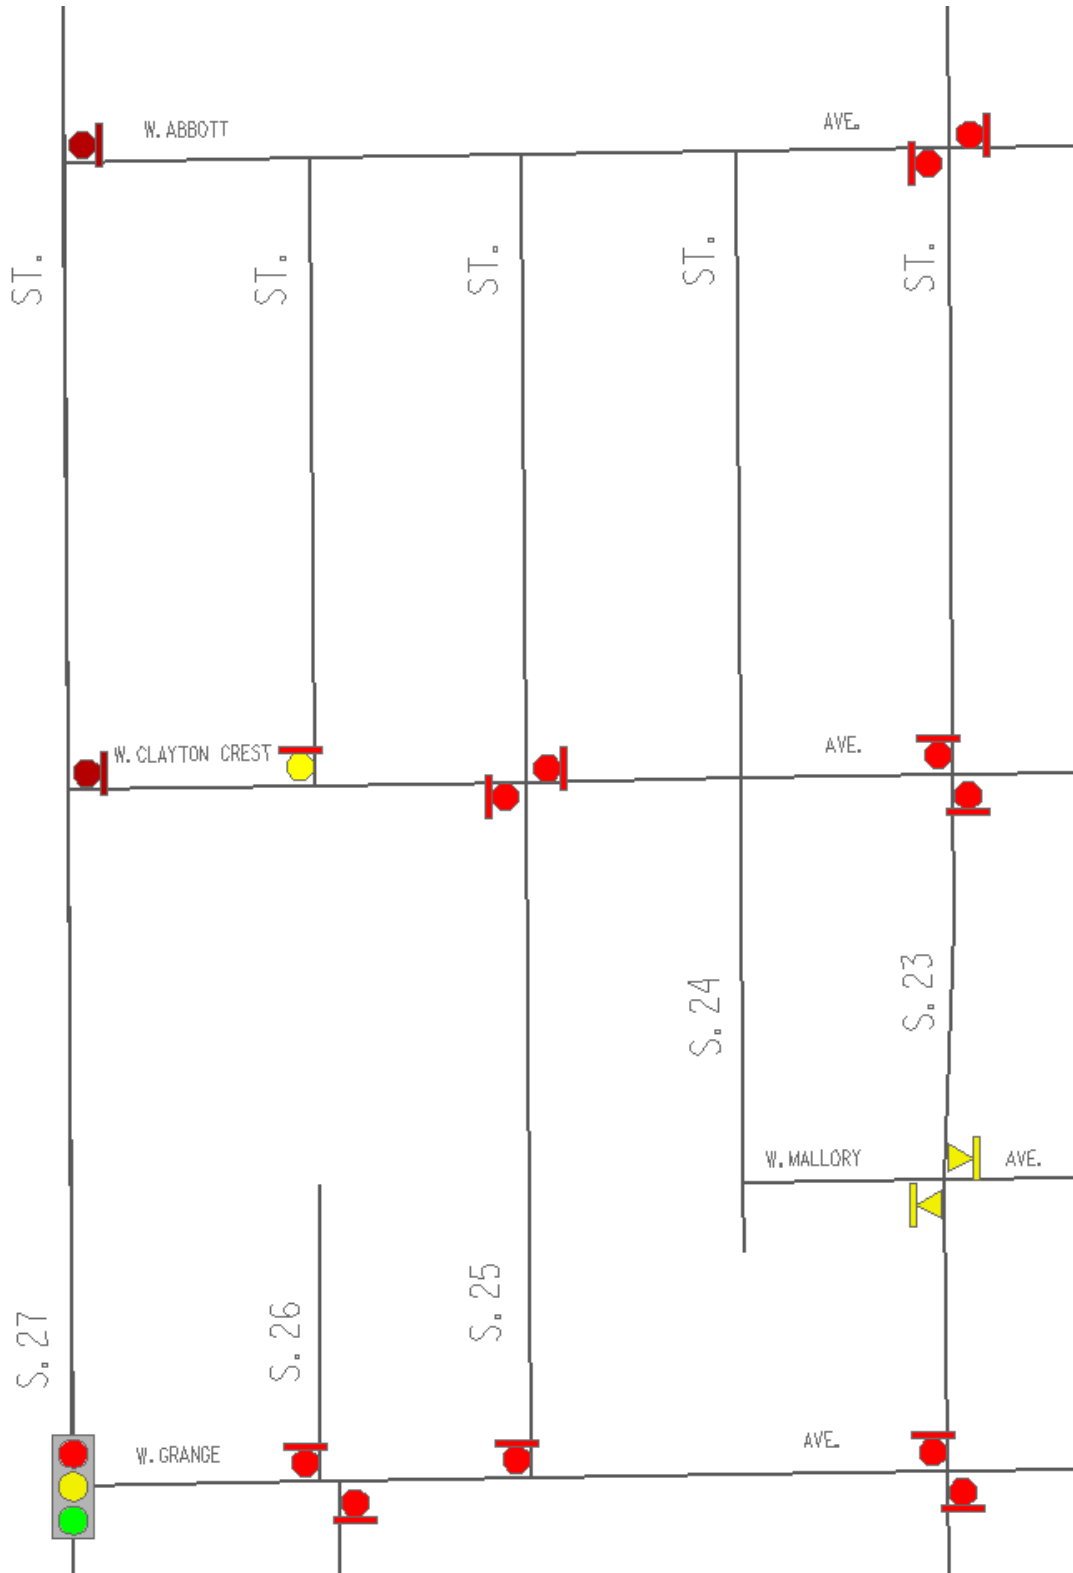 W. ABBOTT AVE.
ST. ST. ST. ST. ST.
W. CLAYTON CREST AVE.
S. 24 S. 23
W. MALLORY AVE.
S. 27 S. 26 S. 25
W. GRANGE AVE.